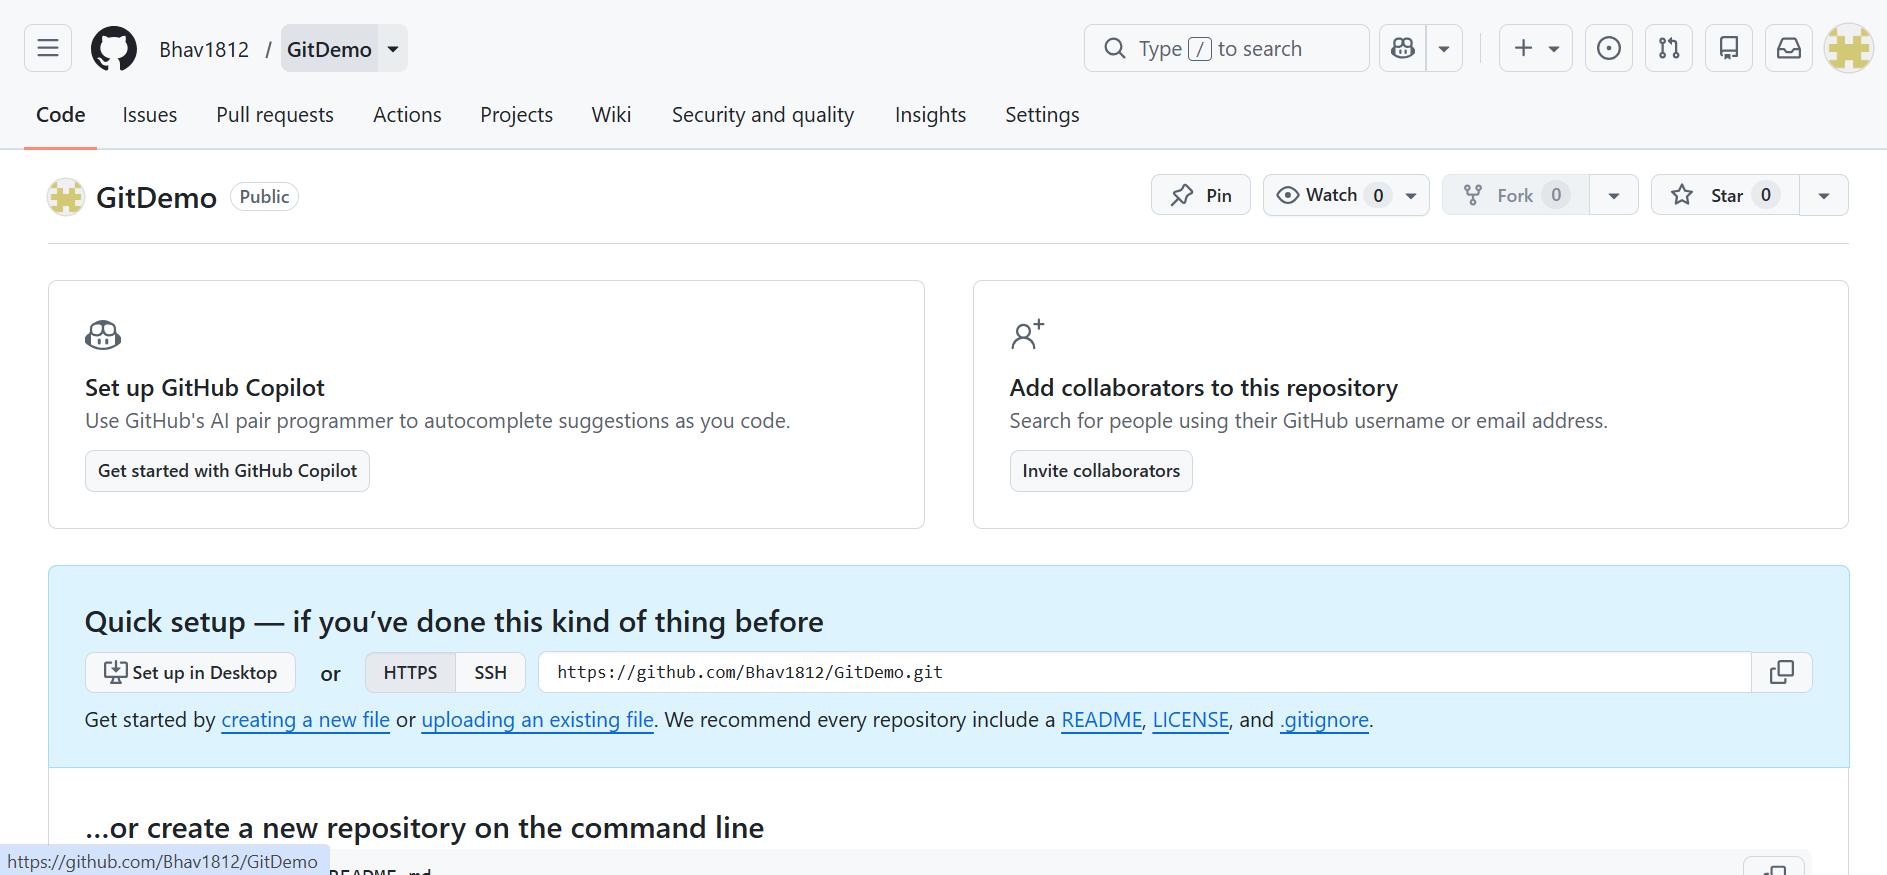 Bhav1812 / GitDemo
Type / to search
Code Issues Pull requests Actions Projects Wiki Security and quality Insights Settings
GitDemo Public
Pin Watch 0 Fork 0 Star 0
Set up GitHub Copilot
Use GitHub's AI pair programmer to autocomplete suggestions as you code.
Get started with GitHub Copilot
Add collaborators to this repository
Search for people using their GitHub username or email address.
Invite collaborators
Quick setup — if you’ve done this kind of thing before
Set up in Desktop or HTTPS SSH https://github.com/Bhav1812/GitDemo.git
Get started by creating a new file or uploading an existing file. We recommend every repository include a README, LICENSE, and .gitignore.
…or create a new repository on the command line
https://github.com/Bhav1812/GitDemo
README.md